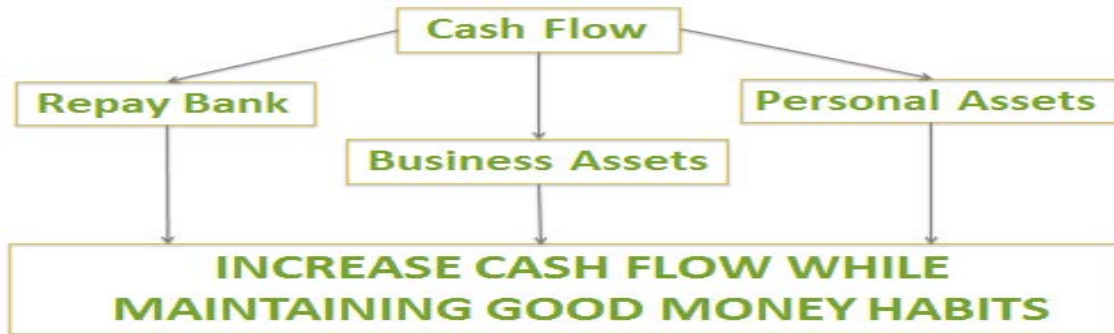 Cash Flow
Repay Bank
Personal Assets
Business Assets
INCREASE CASH FLOW WHILE
MAINTAINING GOOD MONEY HABITS